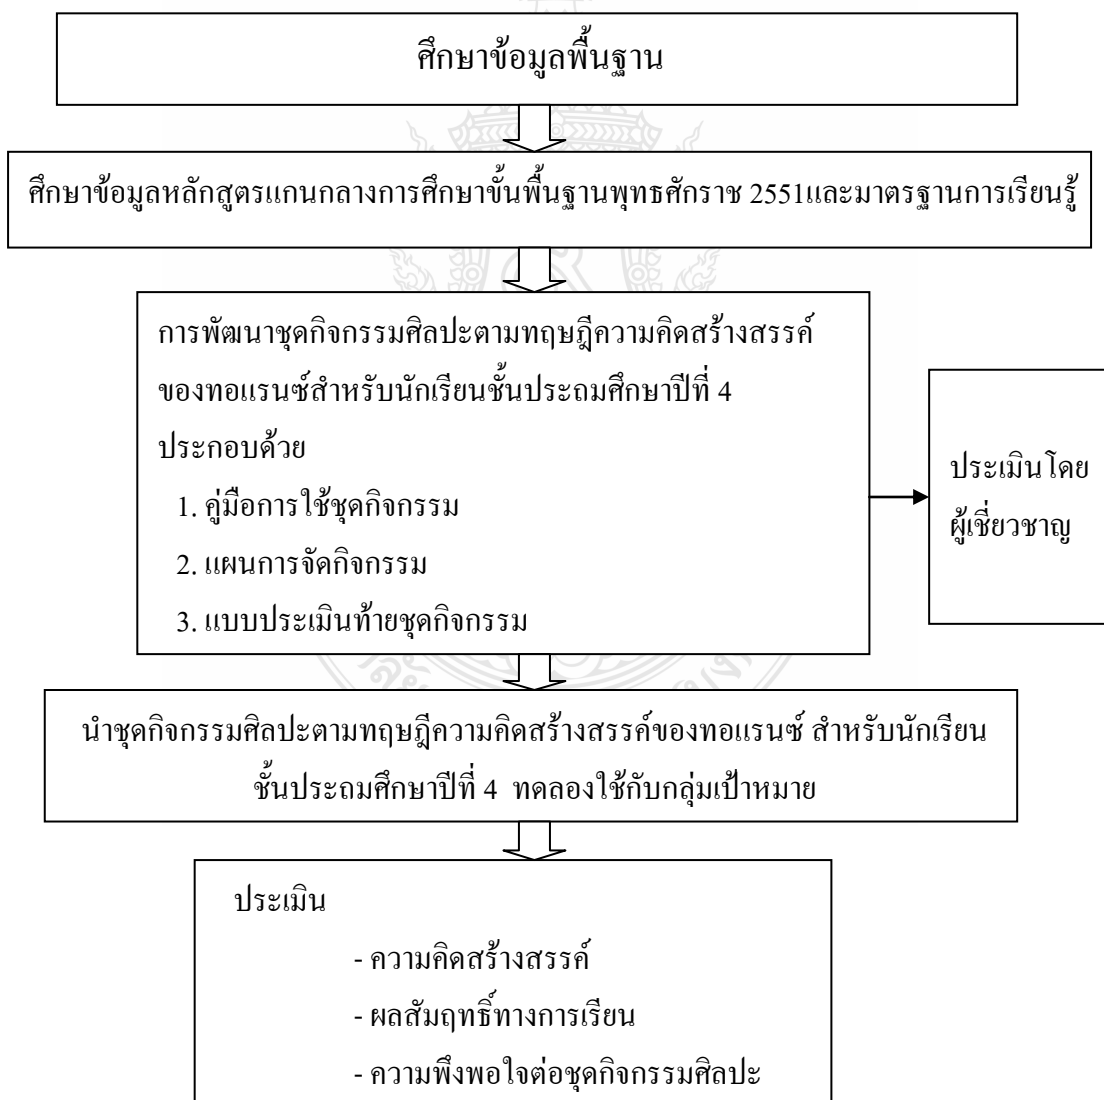 ศึกษาข้อมูลพื้นฐาน
ศึกษาข้อมูลหลักสูตรแกนกลางการศึกษาขั้นพื้นฐานพุทธศักราช 2551และมาตรฐานการเรียนรู้
การพัฒนาชุดกิจกรรมศิลปะตามทฤษฎีความคิดสร้างสรรค์
ของทอแรนซ์สำหรับนักเรียนชั้นประถมศึกษาปีที่ 4
ประกอบด้วย
1. คู่มือการใช้ชุดกิจกรรม
2. แผนการจัดกิจกรรม
3. แบบประเมินท้ายชุดกิจกรรม
ประเมินโดย
ผู้เชี่ยวชาญ
นำชุดกิจกรรมศิลปะตามทฤษฎีความคิดสร้างสรรค์ของทอแรนซ์ สำหรับนักเรียน
ชั้นประถมศึกษาปีที่ 4 ทดลองใช้กับกลุ่มเป้าหมาย
ประเมิน
- ความคิดสร้างสรรค์
- ผลสัมฤทธิ์ทางการเรียน
- ความพึงพอใจต่อชุดกิจกรรมศิลปะ